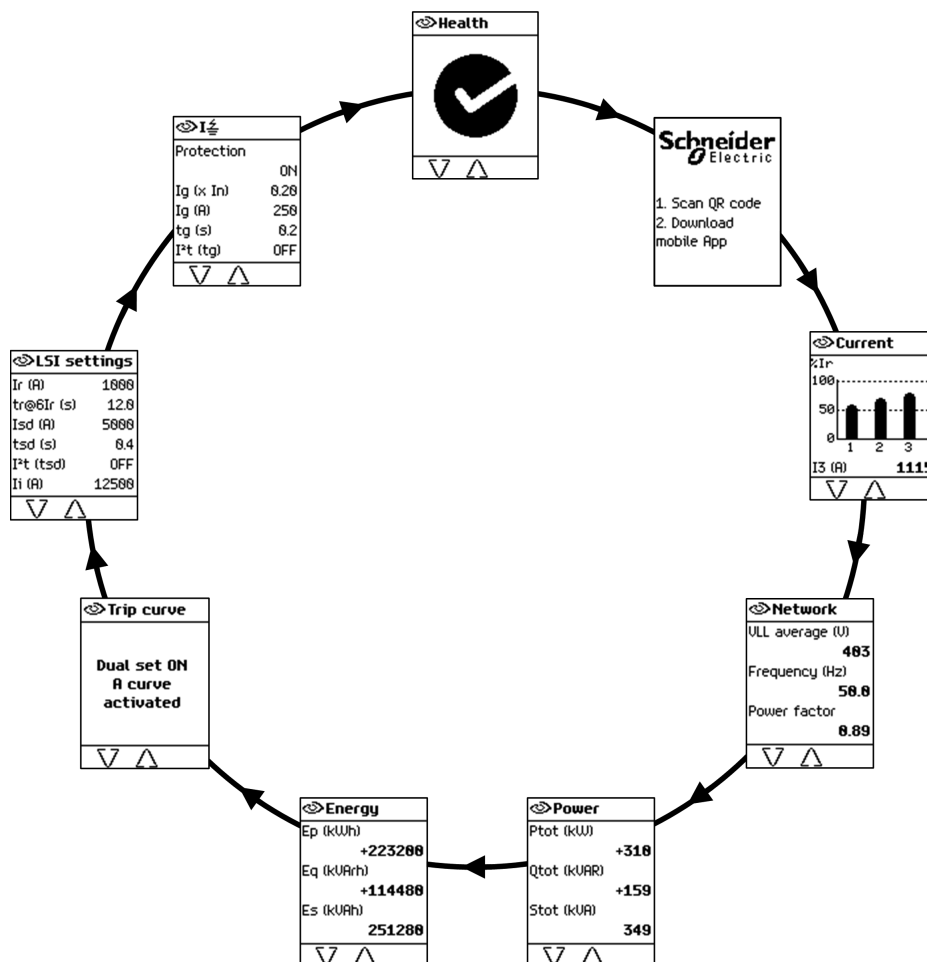 Health
Schneider
Electric
1. Scan QR code
2. Download
mobile App
Current
%Ir
100
50
0
1 2 3
I3 (A) 1115
Network
VLL average (V)
403
Frequency (Hz)
50.0
Power factor
0.89
Power
Ptot (kW)
+310
Qtot (kVAR)
+159
Stot (kVA)
349
Energy
Ep (kWh)
+223200
Eq (kVArh)
+114480
Es (kVAh)
251280
Trip curve
Dual set ON
A curve
activated
LSI settings
Ir (A) 1000
tr@6Ir (s) 12.0
Isd (A) 5000
tsd (s) 0.4
I²t (tsd) OFF
Ii (A) 12500
I⏚
Protection
ON
Ig (x In) 0.20
Ig (A) 250
tg (s) 0.2
I²t (tg) OFF